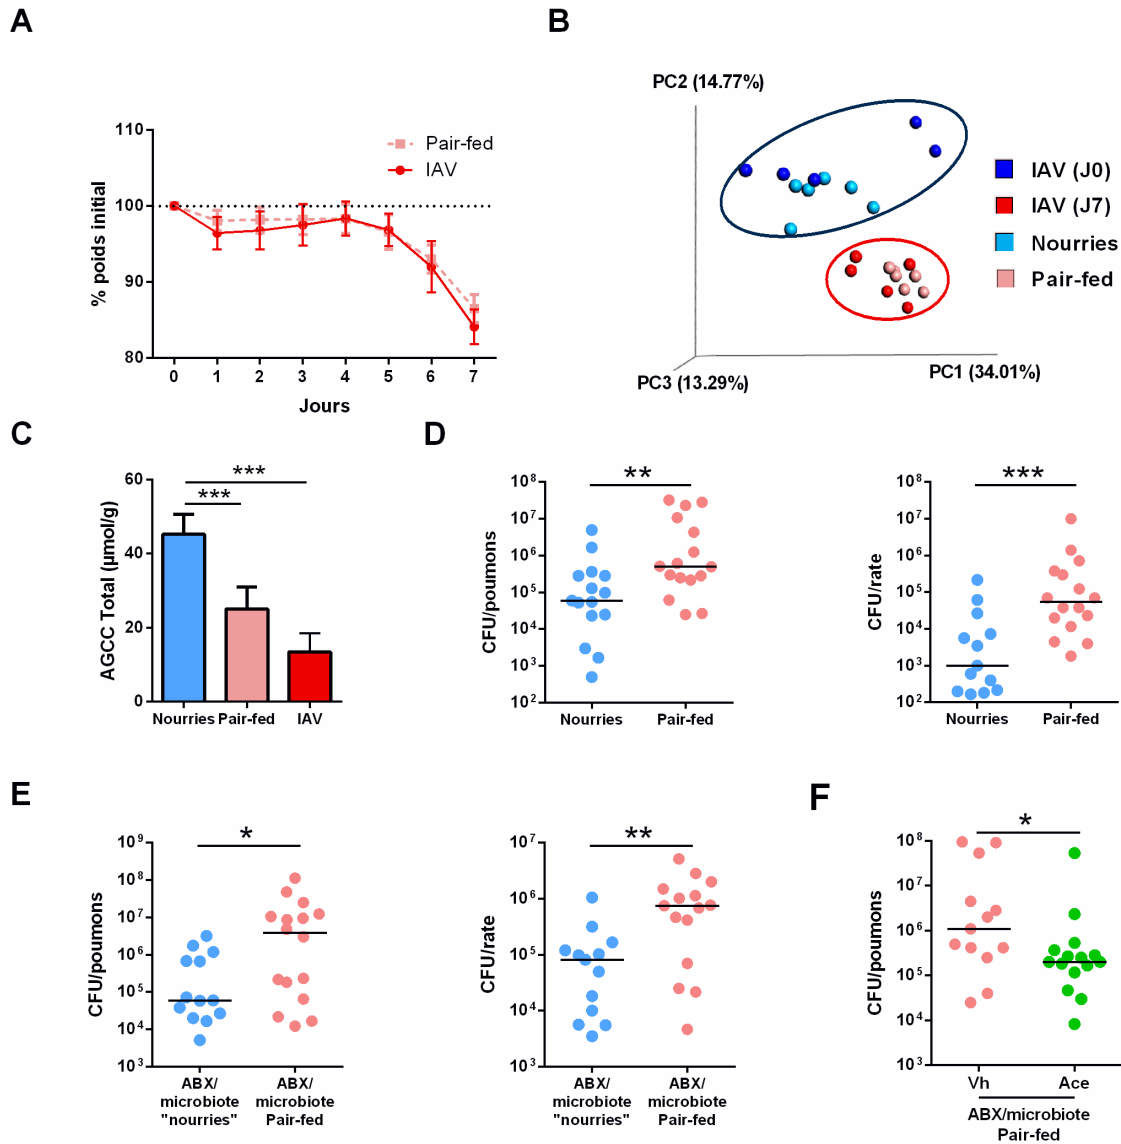 A
B
110
100
90
80
% poids initial
Pair-fed
IAV
0 1 2 3 4 5 6 7
Jours
PC2 (14.77%)
PC3 (13.29%)
PC1 (34.01%)
IAV (J0)
IAV (J7)
Nourries
Pair-fed
C
60
40
20
0
AGCC Total (µmol/g)
***
***
Nourries Pair-fed IAV
D
10⁸
10⁷
10⁶
10⁵
10⁴
10³
10²
CFU/poumons
**
Nourries Pair-fed
10⁸
10⁷
10⁶
10⁵
10⁴
10³
10²
CFU/rate
***
Nourries Pair-fed
E
10⁹
10⁸
10⁷
10⁶
10⁵
10⁴
10³
CFU/poumons
*
ABX/ ABX/
microbiote microbiote
"nourries" Pair-fed
10⁷
10⁶
10⁵
10⁴
10³
CFU/rate
**
ABX/ ABX/
microbiote microbiote
"nourries" Pair-fed
F
10⁸
10⁷
10⁶
10⁵
10⁴
10³
CFU/poumons
*
Vh Ace
ABX/microbiote
Pair-fed